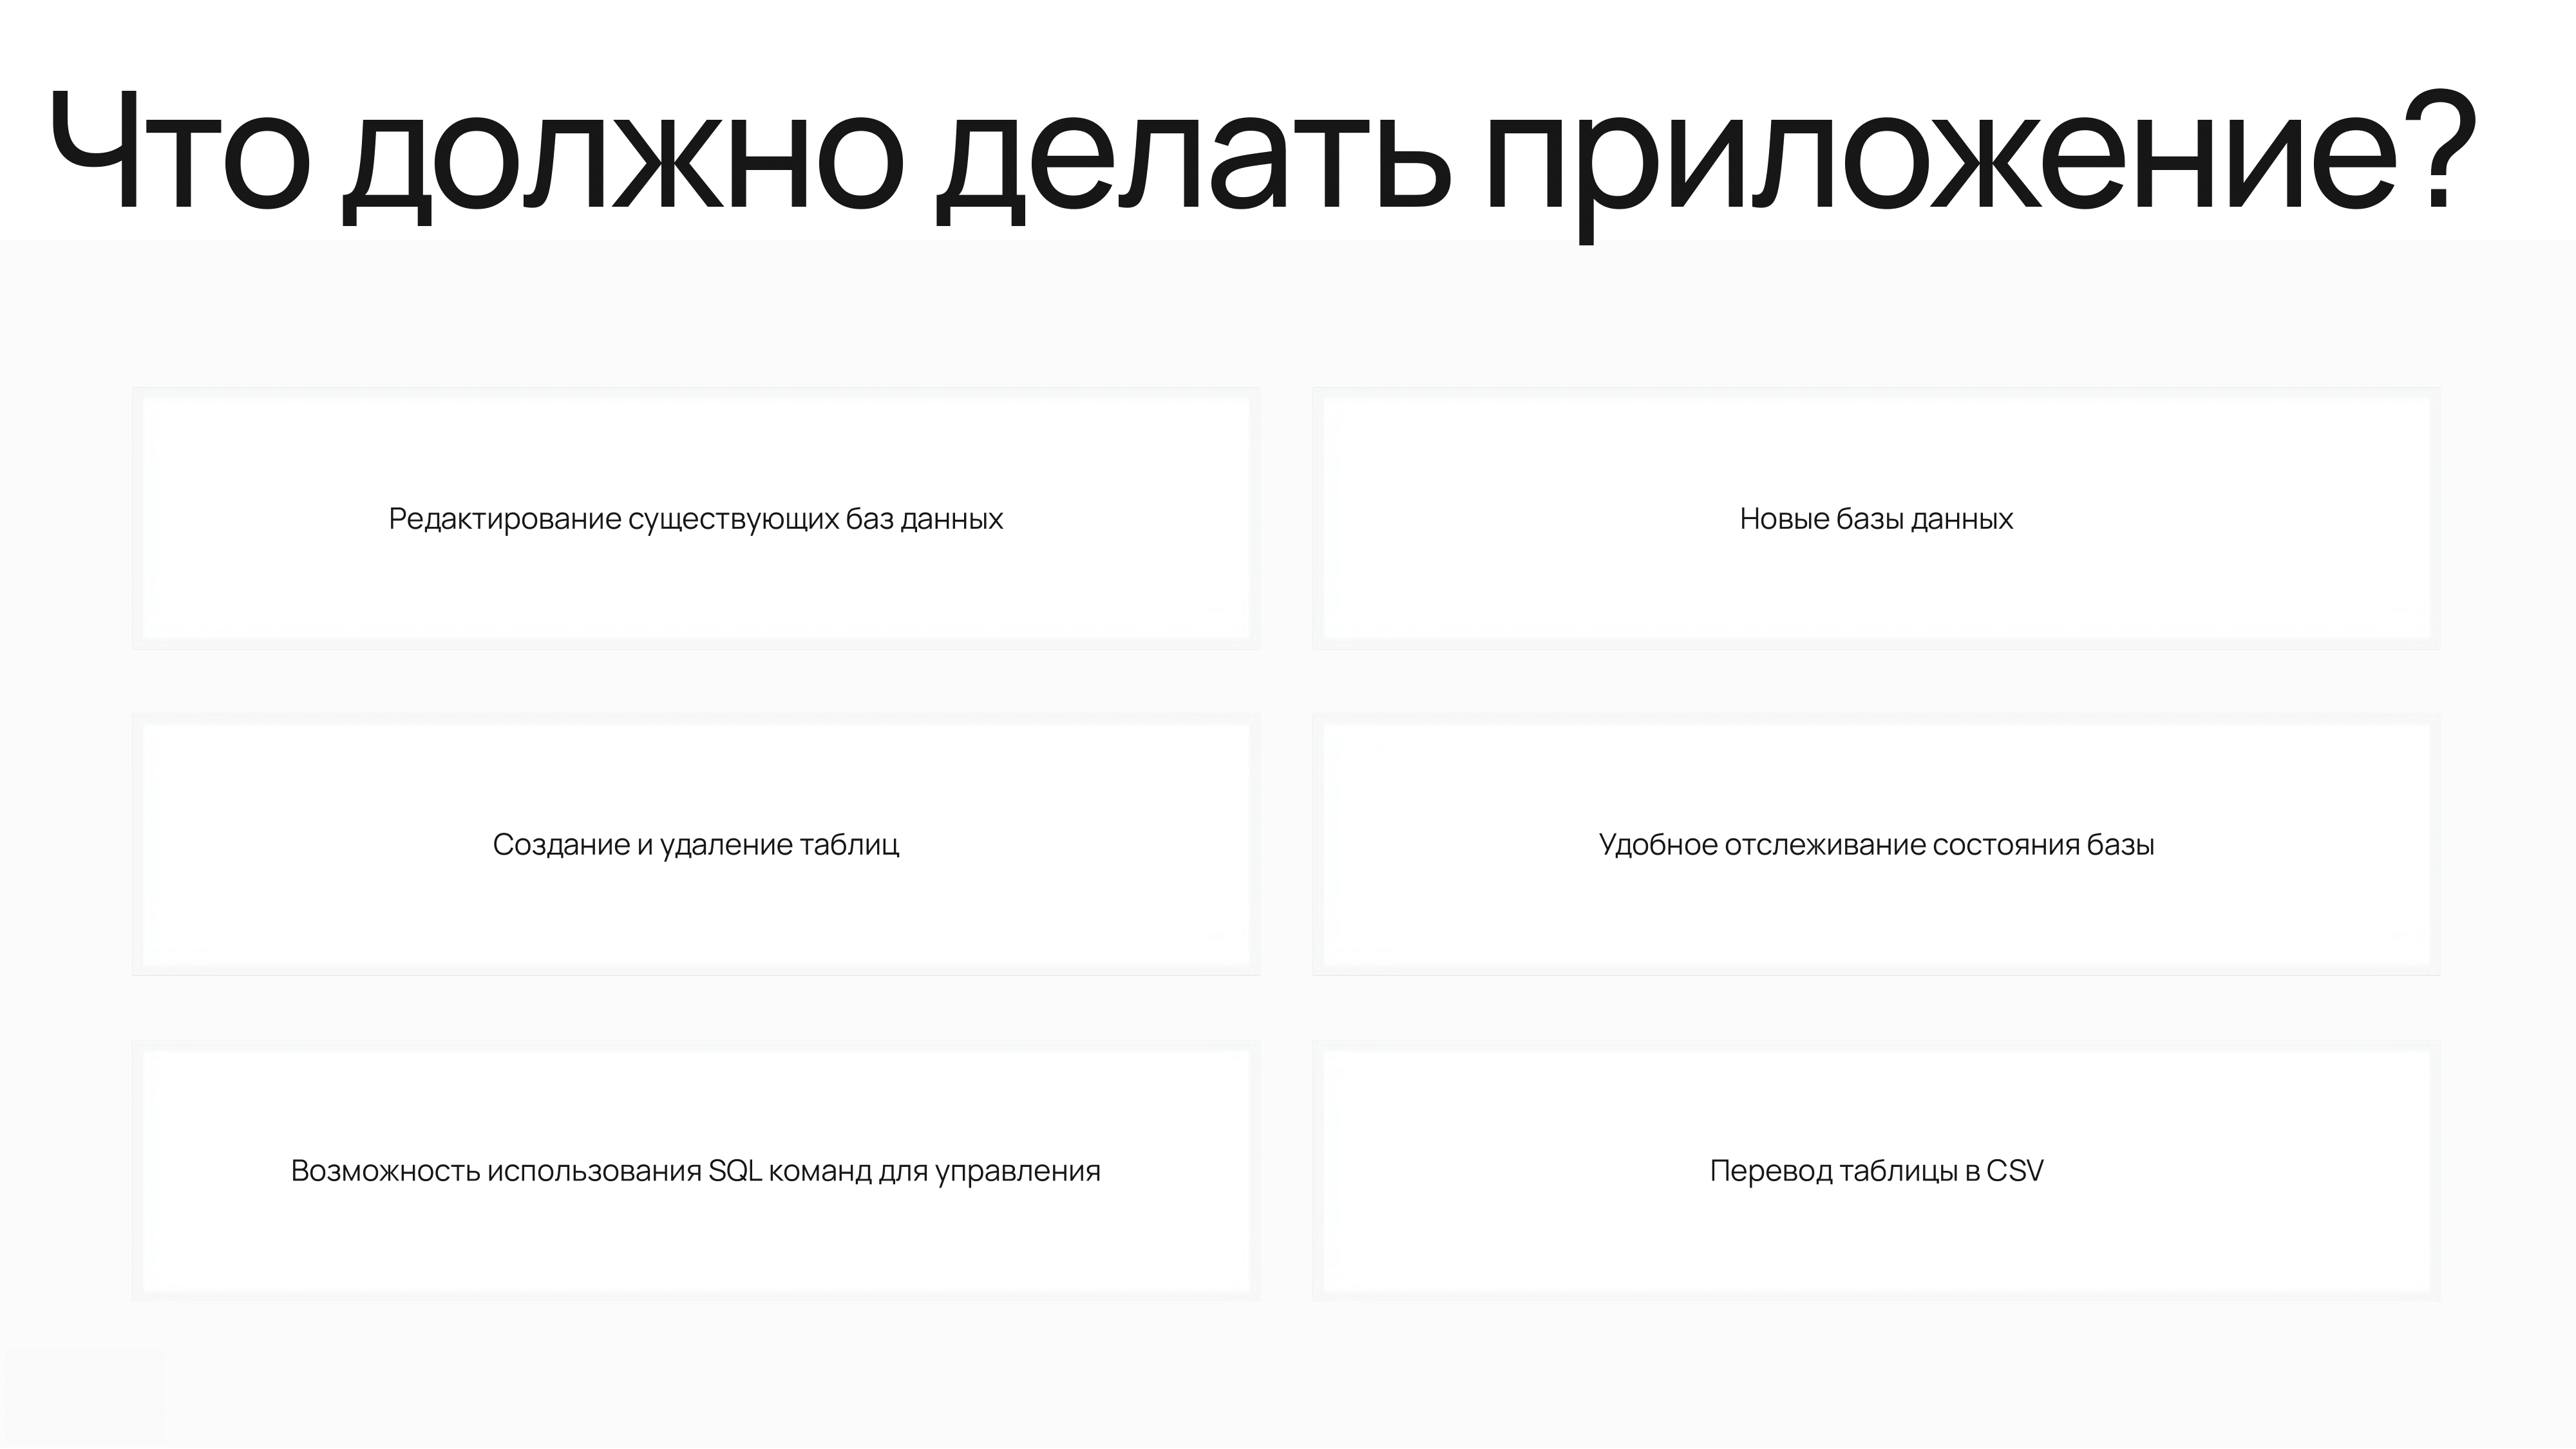 Что должно делать приложение?
Редактирование существующих баз данных
Новые базы данных
Создание и удаление таблиц
Удобное отслеживание состояния базы
Возможность использования SQL команд для управления
Перевод таблицы в CSV